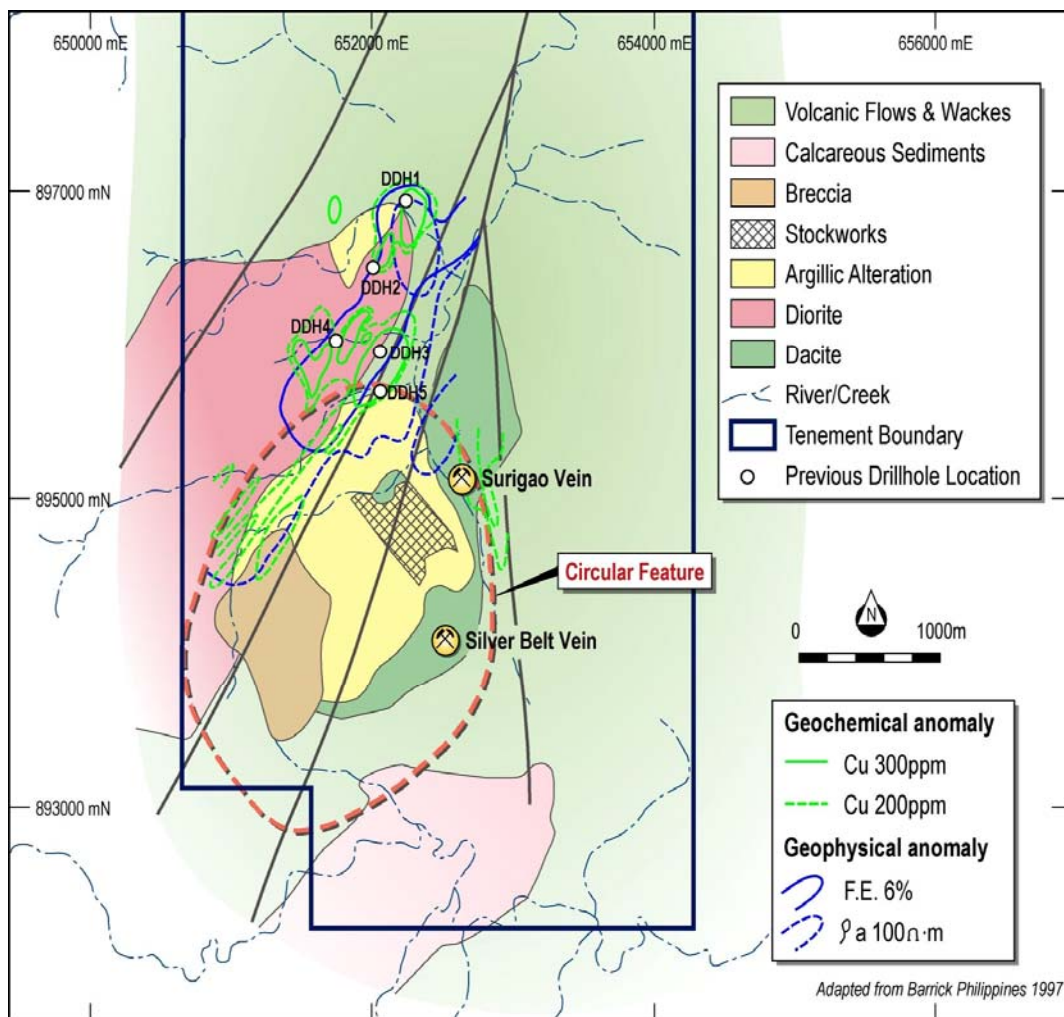 650000 mE
652000 mE
654000 mE
656000 mE
Volcanic Flows & Wackes
Calcareous Sediments
Breccia
Stockworks
Argillic Alteration
Diorite
Dacite
River/Creek
Tenement Boundary
Previous Drillhole Location
897000 mN
DDH1
DDH2
DDH4
DDH3
DDH5
895000 mN
Surigao Vein
Circular Feature
N
0 1000m
Silver Belt Vein
893000 mN
Geochemical anomaly
Cu 300ppm
Cu 200ppm
Geophysical anomaly
F.E. 6%
a 100 m
Adapted from Barrick Philippines 1997